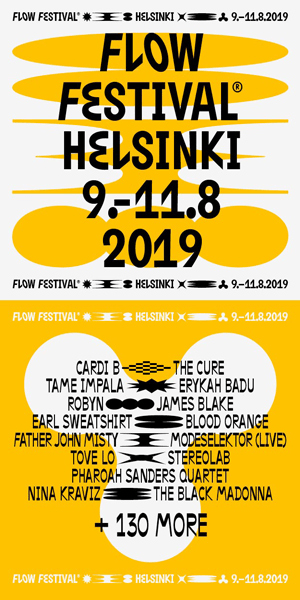 FLOW FESTIVAL® HELSINKI 9.–11.8.2019
FLOW
FESTIVAL®
HELSINKI
9.–11.8
2019
FLOW FESTIVAL® HELSINKI 9.–11.8.2019
FLOW FESTIVAL® HELSINKI 9.–11.8.2019
CARDI B THE CURE
TAME IMPALA ERYKAH BADU
ROBYN JAMES BLAKE
EARL SWEATSHIRT BLOOD ORANGE
FATHER JOHN MISTY MODESELEKTOR (LIVE)
TOVE LO STEREOLAB
PHAROAH SANDERS QUARTET
NINA KRAVIZ THE BLACK MADONNA
+ 130 MORE
FLOW FESTIVAL® HELSINKI 9.–11.8.2019